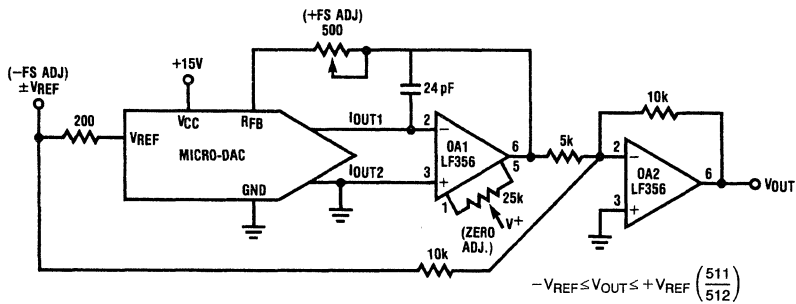 (+FS ADJ)
500
+15V
(−FS ADJ)
±VREF
24 pF
10k
200
VCC
RFB
IOUT1
2
−
6
5k
VREF
MICRO-DAC
OA1
LF356
2
−
OA2
LF356
6
VOUT
IOUT2
3
+
5
GND
1
25k
V+
3
+
(ZERO
ADJ.)
10k
−VREF ≤ VOUT ≤ +VREF (511/512)